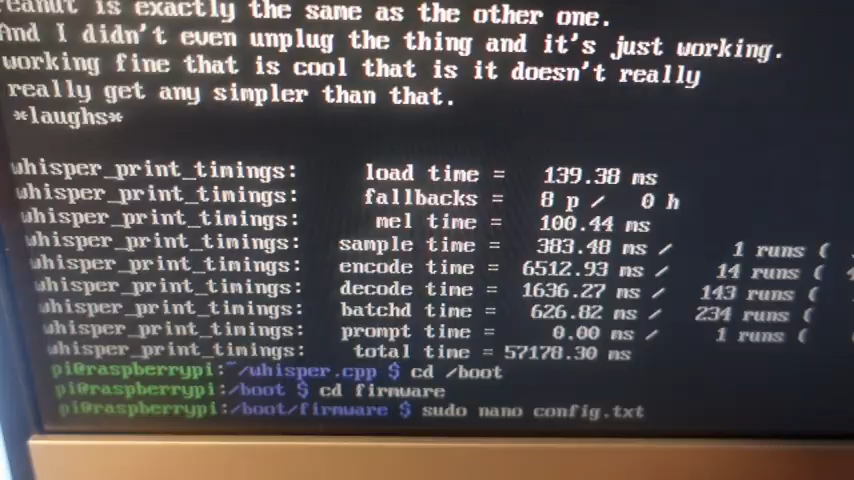 eanut is exactly the same as the other one.
And I didn't even unplug the thing and it's just working.
working fine that is cool that is it doesn't really
really get any simpler than that.
*laughs*
whisper_print_timings: load time = 139.38 ms
whisper_print_timings: fallbacks = 8 p / 0 h
whisper_print_timings: mel time = 100.44 ms
whisper_print_timings: sample time = 383.48 ms / 1 runs (
whisper_print_timings: encode time = 6512.93 ms / 14 runs (
whisper_print_timings: decode time = 1636.27 ms / 143 runs (
whisper_print_timings: batchd time = 626.82 ms / 234 runs (
whisper_print_timings: prompt time = 0.00 ms / 1 runs (
whisper_print_timings: total time = 57178.30 ms
pi@raspberrypi:~/whisper.cpp $ cd /boot
pi@raspberrypi:/boot $ cd firmware
pi@raspberrypi:/boot/firmware $ sudo nano config.txt